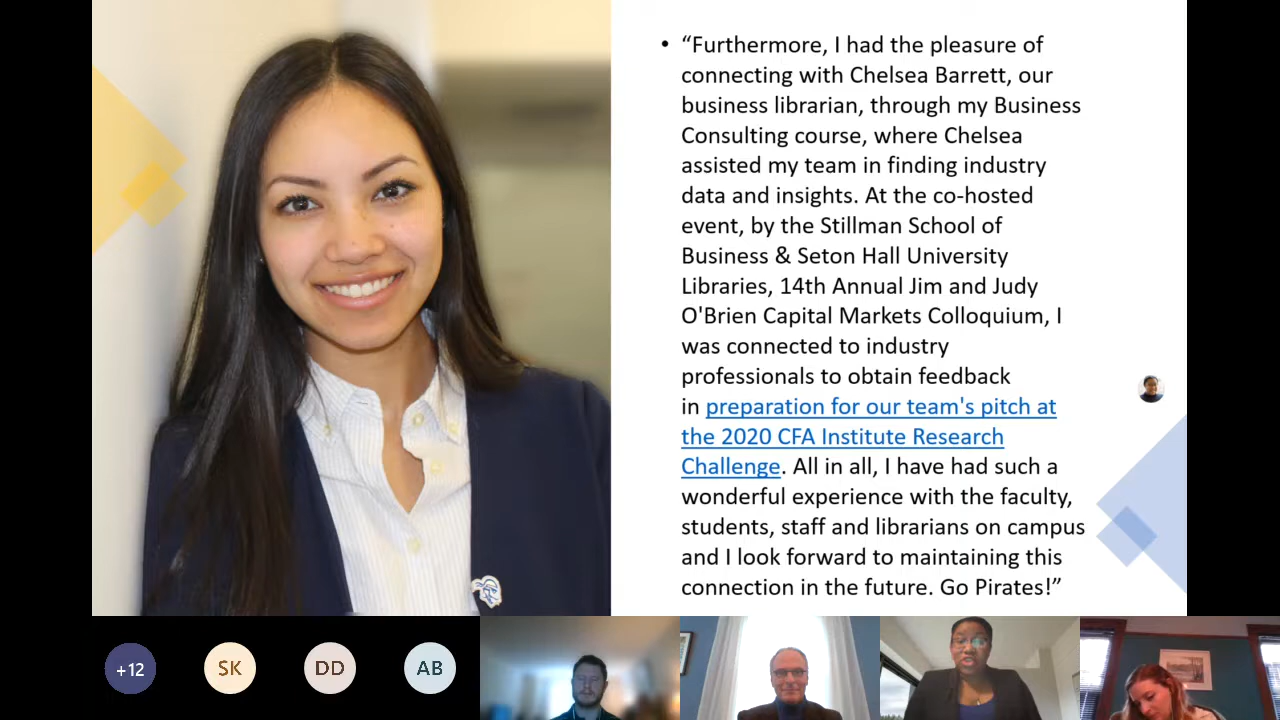 • “Furthermore, I had the pleasure of
connecting with Chelsea Barrett, our
business librarian, through my Business
Consulting course, where Chelsea
assisted my team in finding industry
data and insights. At the co-hosted
event, by the Stillman School of
Business & Seton Hall University
Libraries, 14th Annual Jim and Judy
O'Brien Capital Markets Colloquium, I
was connected to industry
professionals to obtain feedback
in preparation for our team's pitch at
the 2020 CFA Institute Research
Challenge. All in all, I have had such a
wonderful experience with the faculty,
students, staff and librarians on campus
and I look forward to maintaining this
connection in the future. Go Pirates!”
+12 SK DD AB